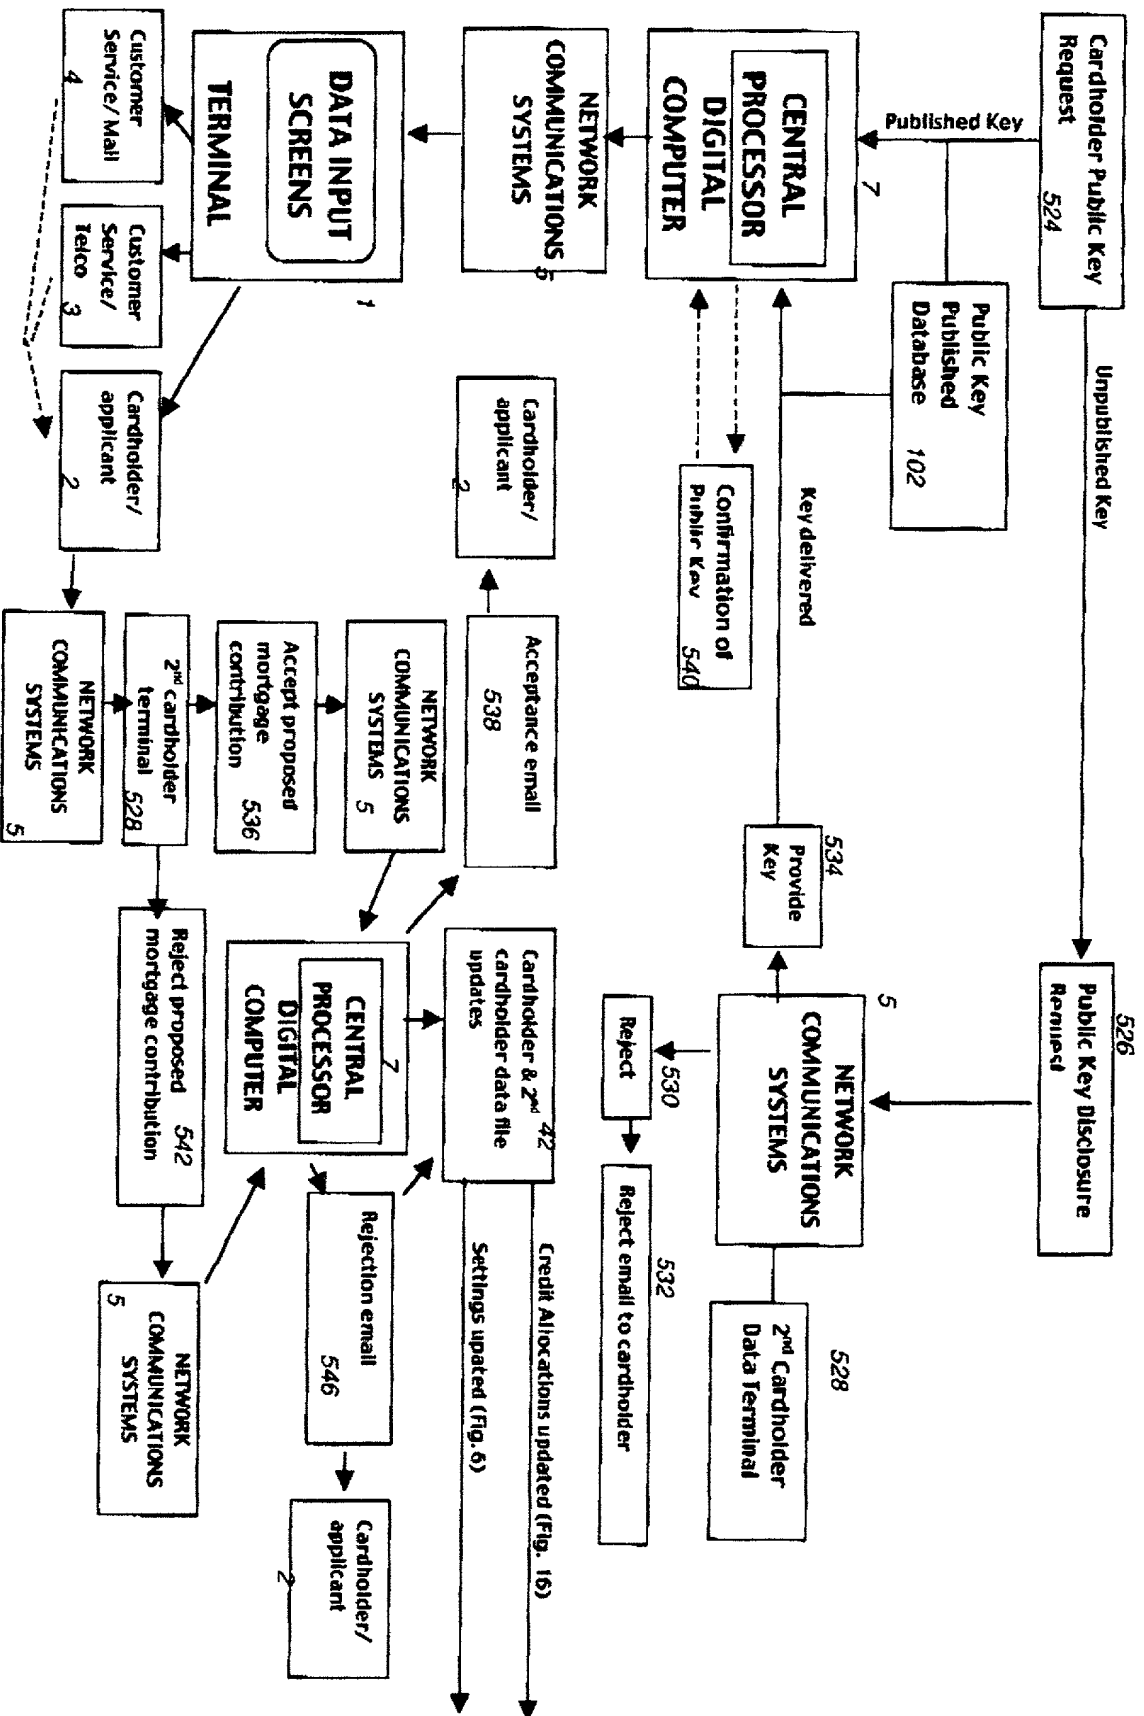 Cardholder Public Key
Request
524
Unpublished Key
526
Public Key Disclosure
Request
Published Key
Public Key
Published
Database
102
7
CENTRAL
PROCESSOR
DIGITAL
COMPUTER
Confirmation of
Public Key
540
Key delivered
534
Provide
Key
5
NETWORK
COMMUNICATIONS
SYSTEMS
528
2nd Cardholder
Data Terminal
530
Reject
532
Reject email to cardholder
NETWORK
COMMUNICATIONS
SYSTEMS
5
Cardholder/
applicant
2
Acceptance email
538
Cardholder & 2nd
cardholder data file
updates
42
Credit Allocations updated (Fig. 16)
Settings upated (Fig. 6)
1
DATA INPUT
SCREENS
TERMINAL
NETWORK
COMMUNICATIONS
SYSTEMS
5
7
CENTRAL
PROCESSOR
DIGITAL
COMPUTER
Rejection email
546
Cardholder/
applicant
2
Accept proposed
mortgage
contribution
536
Customer
Service/ Mail
4
Customer
Service/
Telco
3
Cardholder/
applicant
2
2nd cardholder
terminal
528
Reject proposed
mortgage contribution
542
NETWORK
COMMUNICATIONS
SYSTEMS
5
NETWORK
COMMUNICATIONS
SYSTEMS
5